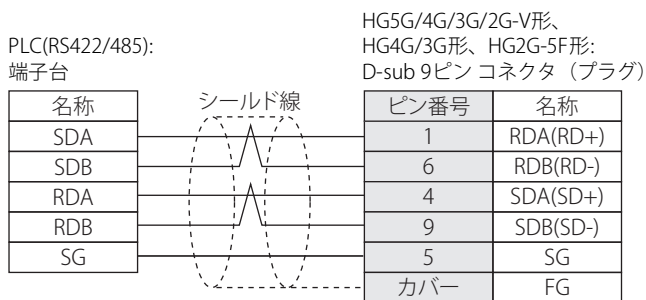 HG5G/4G/3G/2G-V形、
PLC(RS422/485): HG4G/3G形、HG2G-5F形:
端子台 D-sub 9ピン コネクタ（プラグ）
名称 シールド線 ピン番号 名称
SDA 1 RDA(RD+)
SDB 6 RDB(RD-)
RDA 4 SDA(SD+)
RDB 9 SDB(SD-)
SG 5 SG
カバー FG